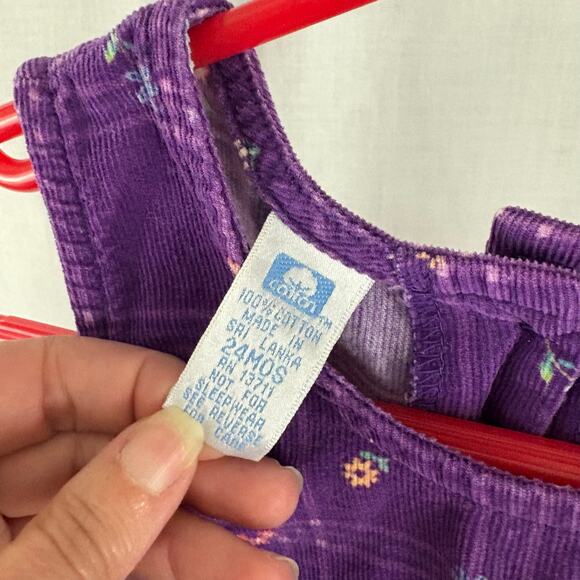 cotton
100% COTTON
MADE IN
SRI LANKA
24MOS
RN 13711
NOT FOR
SLEEPWEAR
SEE REVERSE
FOR CARE